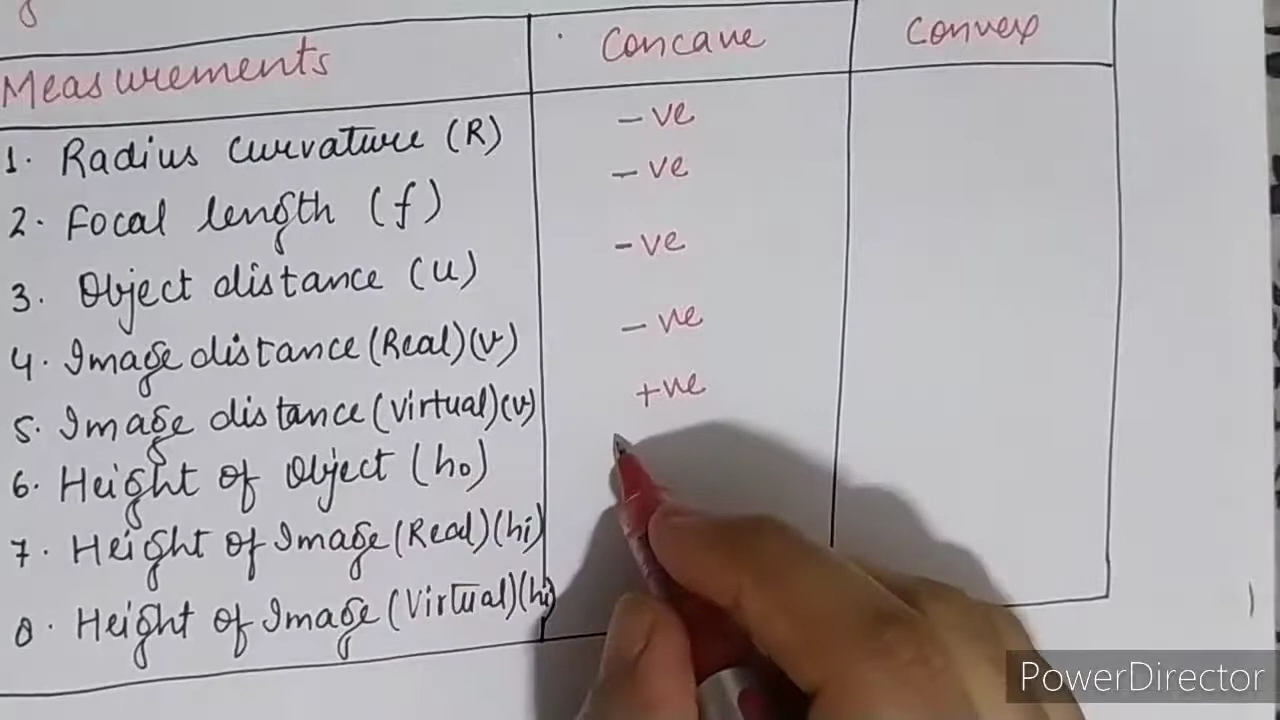 Measurements Concave Convex
1. Radius Curvature (R) -ve
2. Focal length (f) -ve
3. Object distance (u) -ve
4. Image distance (Real)(v) -ve
5. Image distance (Virtual)(v) +ve
6. Height of Object (ho)
7. Height of Image (Real)(hi)
8. Height of Image (Virtual)(hi)
PowerDirector